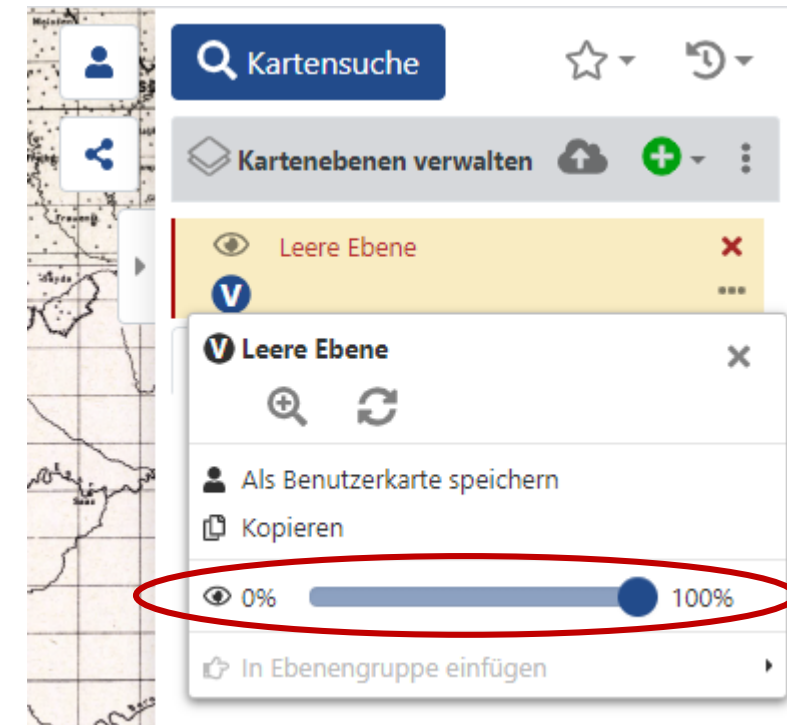 Kartensuche
Kartenebenen verwalten
Leere Ebene
V
V Leere Ebene
Als Benutzerkarte speichern
Kopieren
0% 100%
In Ebenengruppe einfügen